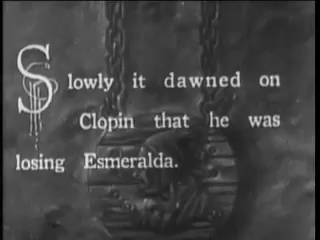 Slowly it dawned on
Clopin that he was
losing Esmeralda.